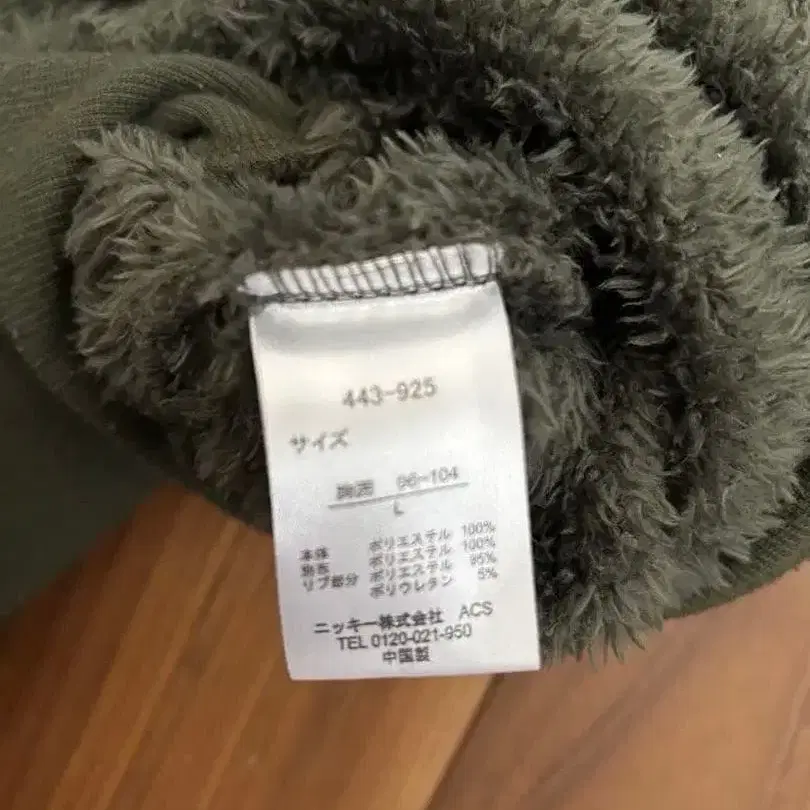 443-925
サイズ
胸囲 96-104
L
本体 ポリエステル 100%
別布 ポリエステル 100%
リブ部分 ポリエステル 95%
ポリウレタン 5%
ニッキー株式会社 ACS
TEL 0120-021-950
中国製